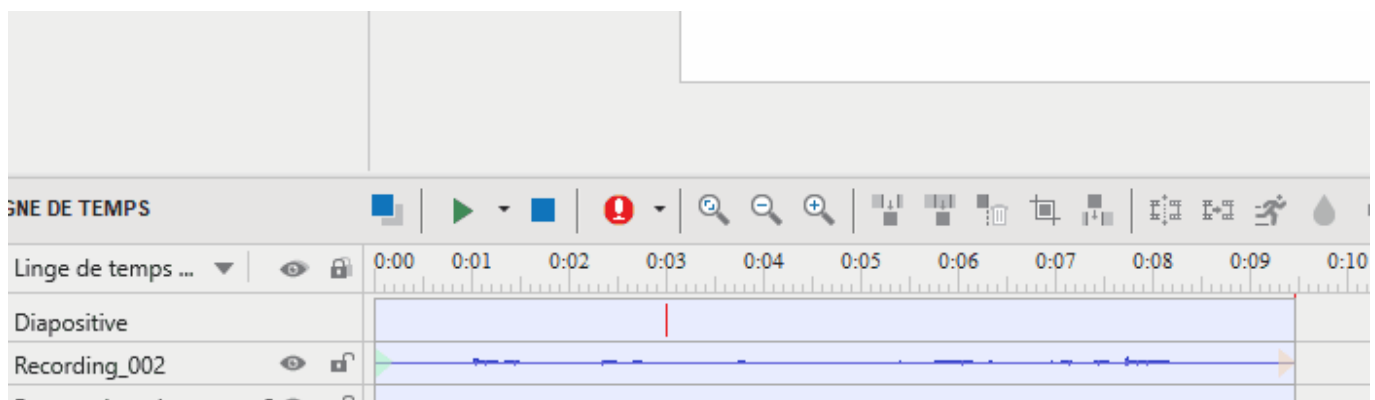 GNE DE TEMPS
Linge de temps ... 0:00 0:01 0:02 0:03 0:04 0:05 0:06 0:07 0:08 0:09 0:10
Diapositive
Recording_002